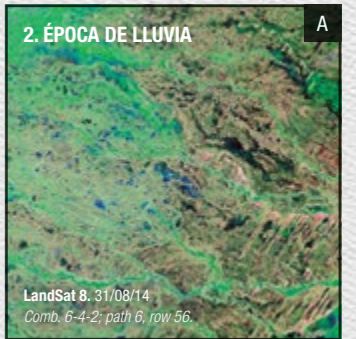 A
2. ÉPOCA DE LLUVIA
LandSat 8. 31/08/14
Comb. 6-4-2; path 6, row 56.